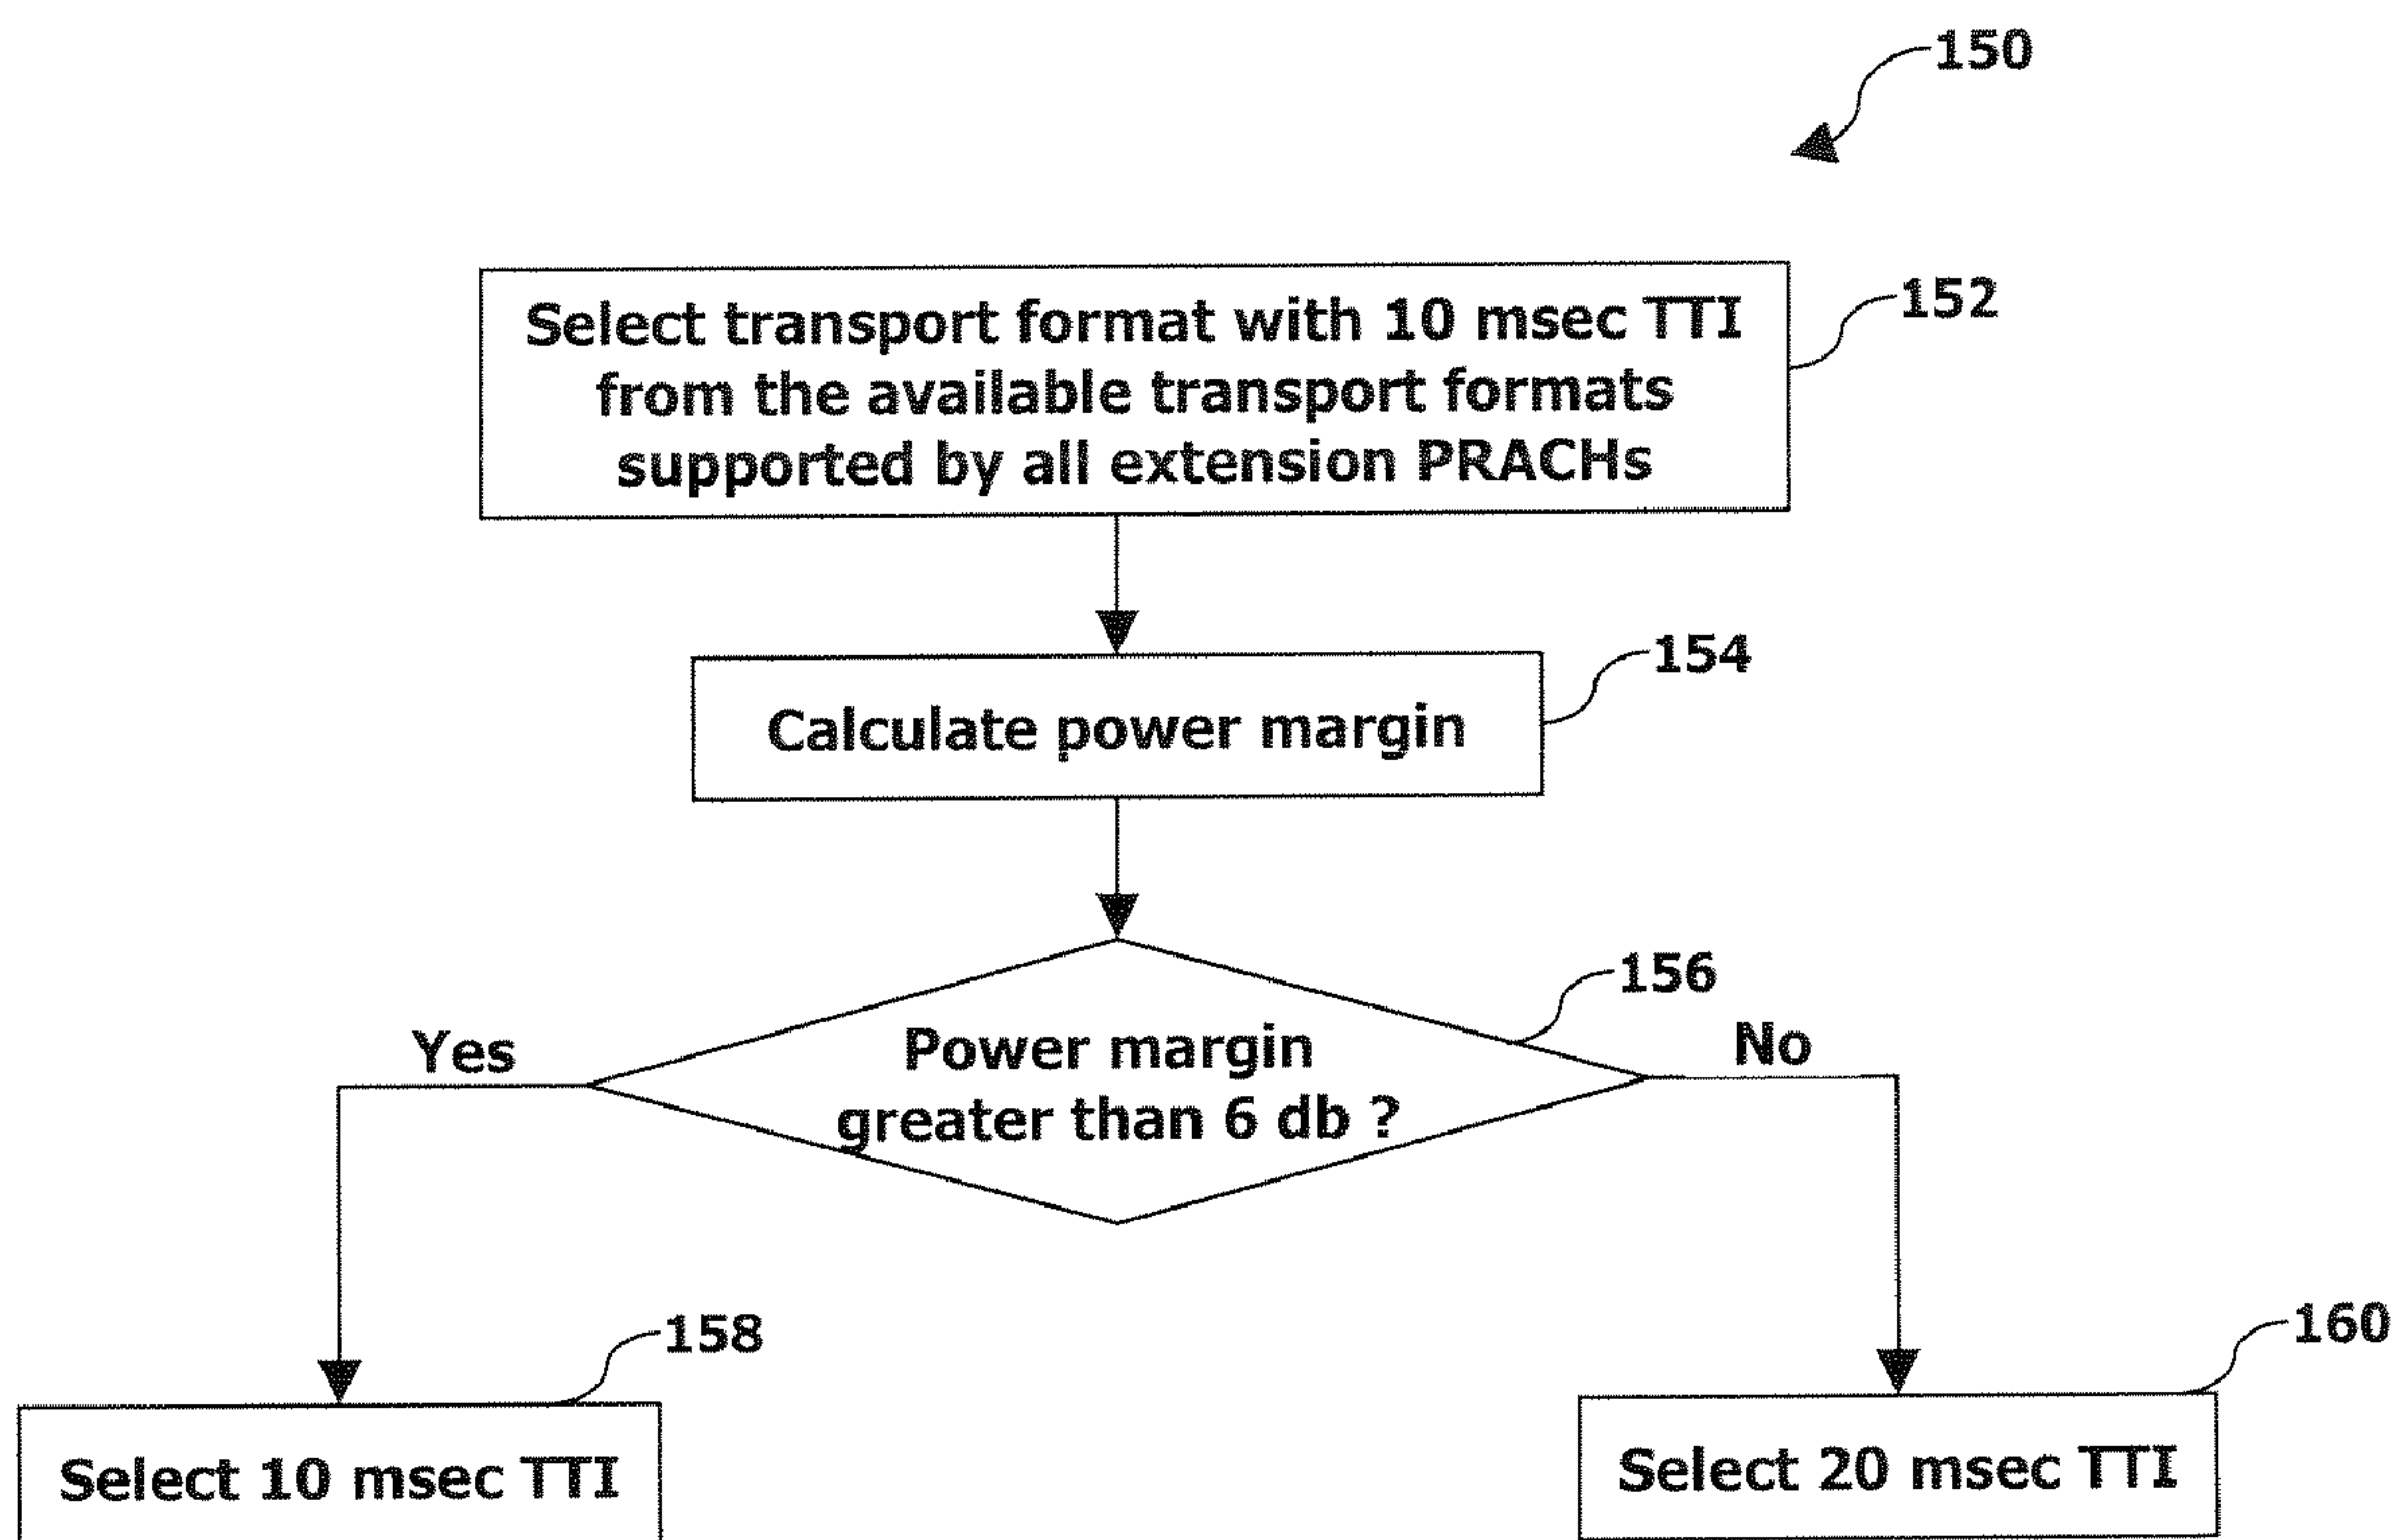 150
Select transport format with 10 msec TTI
from the available transport formats
supported by all extension PRACHs
152
Calculate power margin
154
Power margin
greater than 6 db ?
156
Yes
No
Select 10 msec TTI
158
Select 20 msec TTI
160